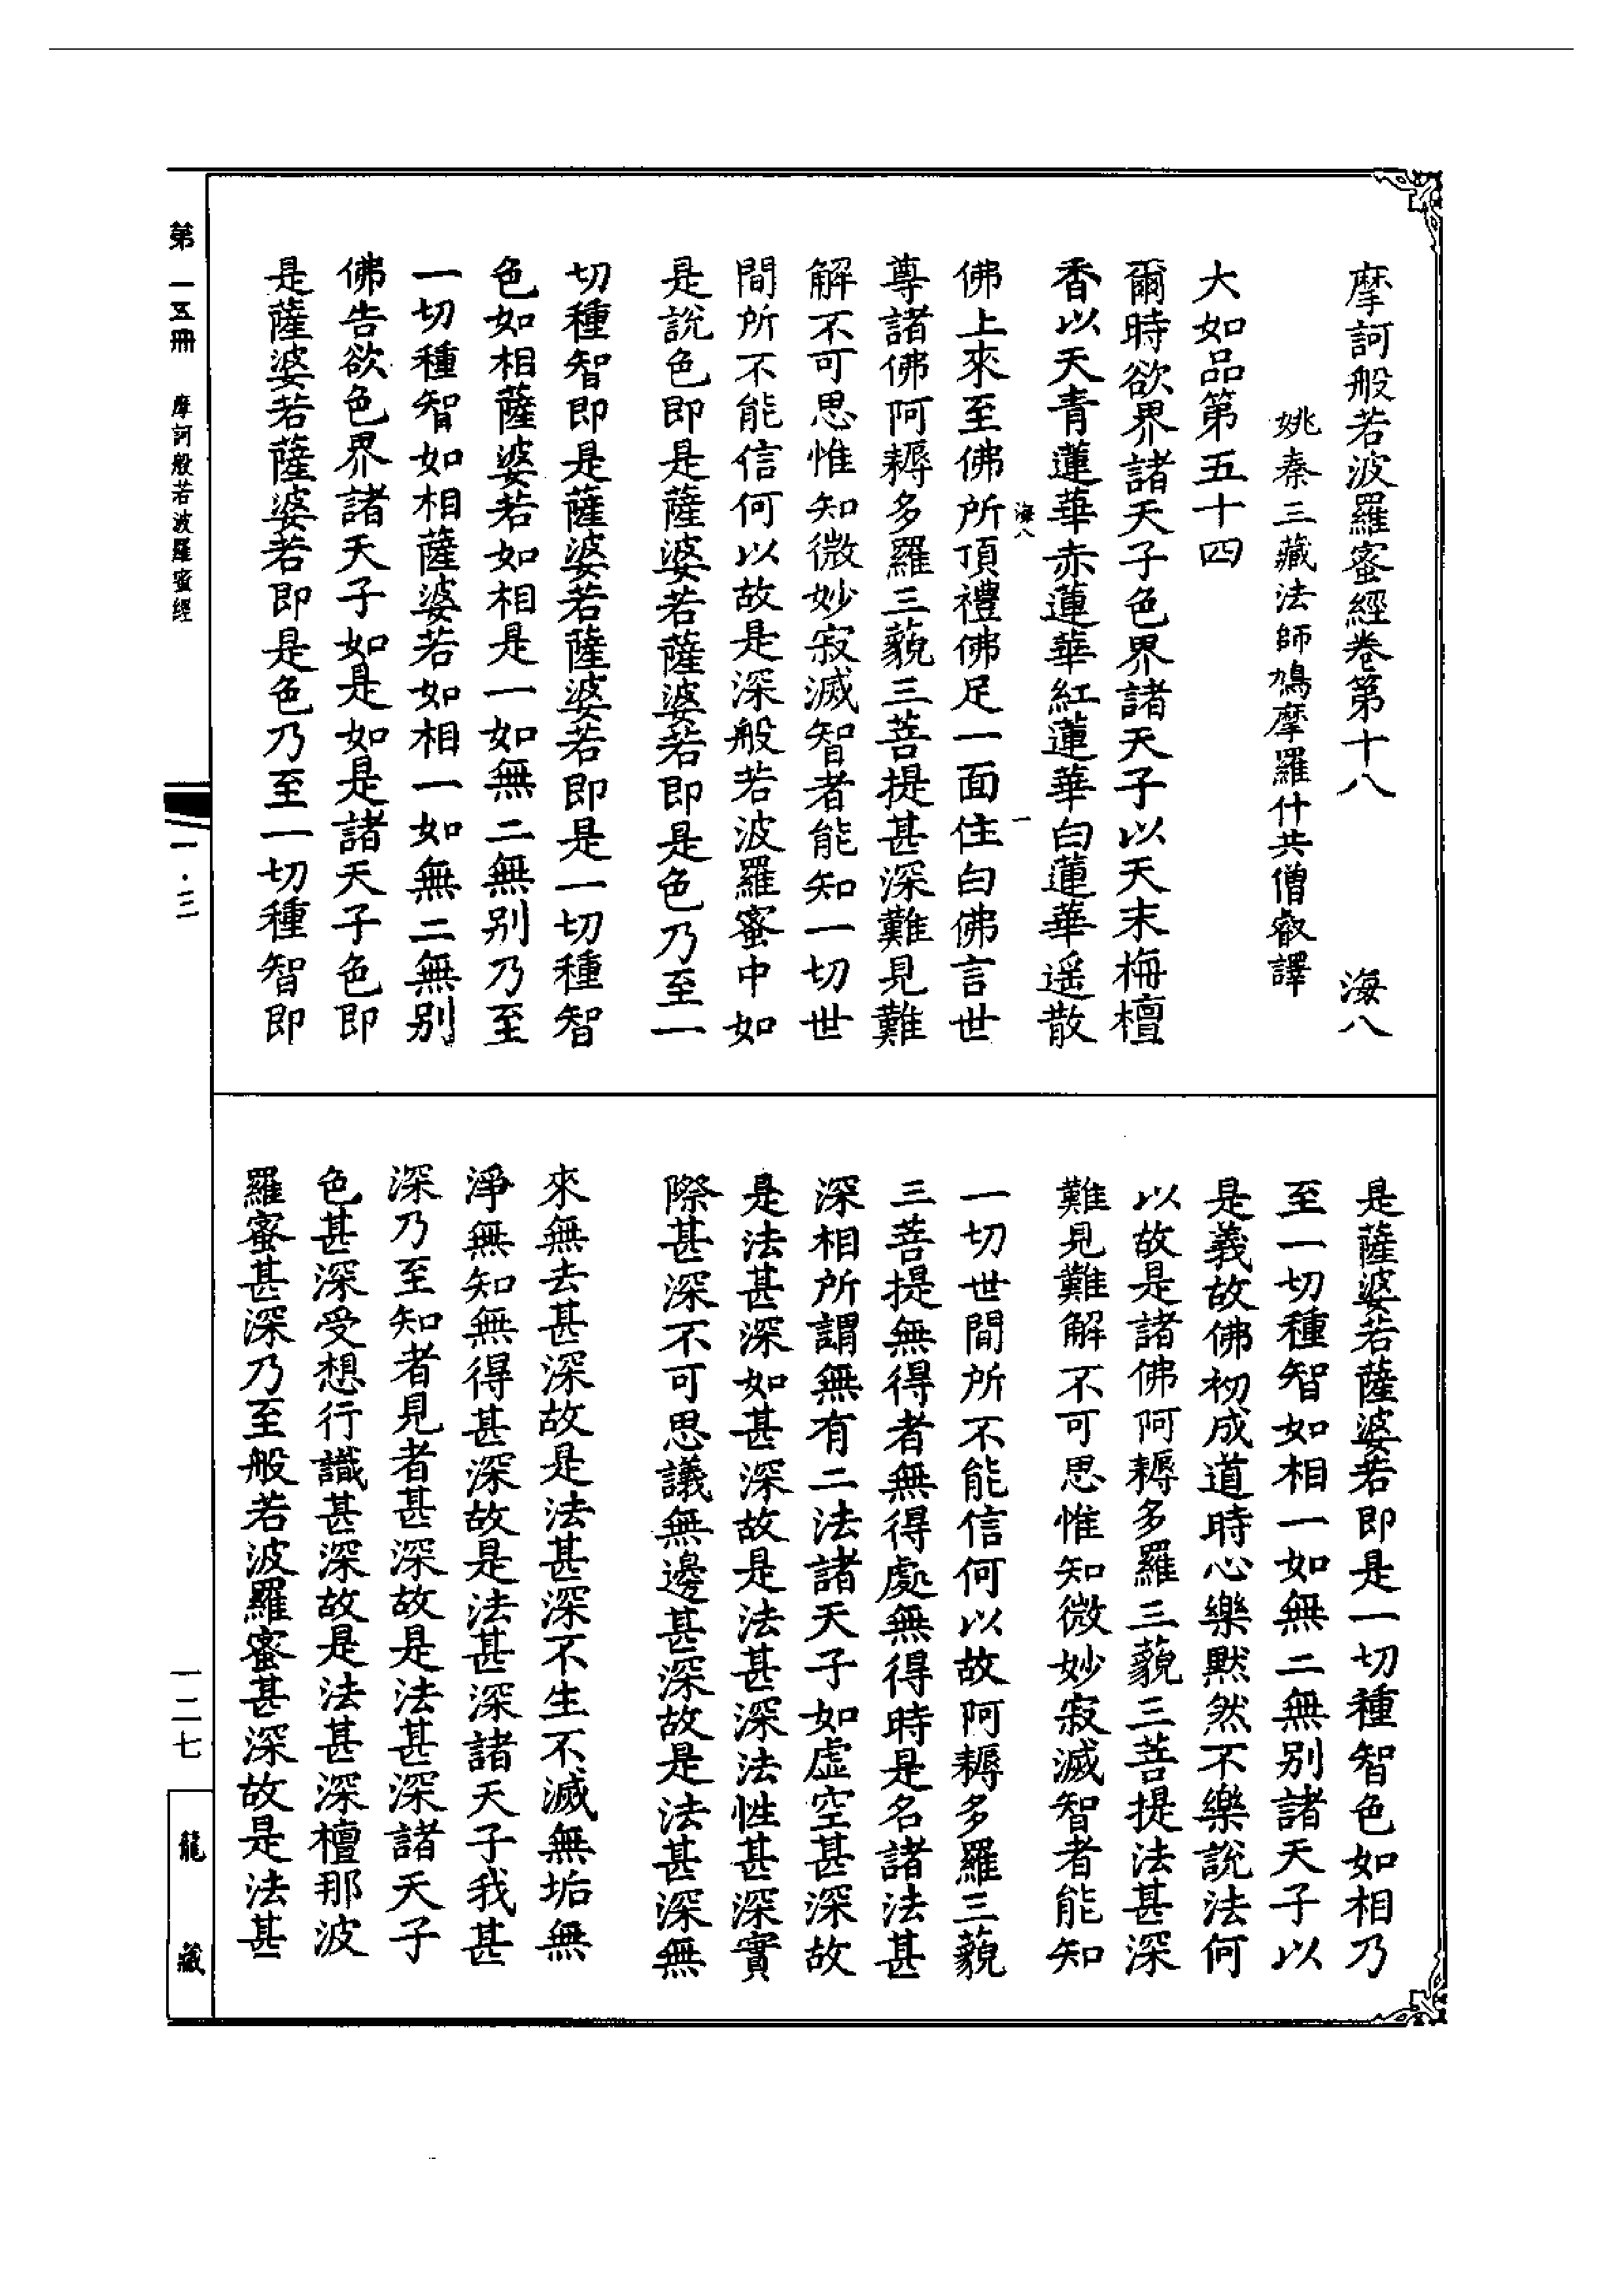 摩訶般若波羅蜜經卷第十八　海八
姚秦三藏法師鳩摩羅什共僧叡譯
大如品第五十四
爾時欲界諸天子色界諸天子以天末栴檀
香以天青蓮華赤蓮華紅蓮華白蓮華遥散
海八　一
佛上來至佛所頂禮佛足一面住白佛言世
尊諸佛阿耨多羅三藐三菩提甚深難見難
解不可思惟知微妙寂滅智者能知一切世
間所不能信何以故是深般若波羅蜜中如
是說色即是薩婆若薩婆若即是色乃至一
切種智即是薩婆若薩婆若即是一切種智
色如相薩婆若如相是一如無二無別乃至
一切種智如相薩婆若如相一如無二無別
佛告欲色界諸天子如是如是諸天子色即
是薩婆若薩婆若即是色乃至一切種智即
是薩婆若薩婆若即是一切種智色如相乃
至一切種智如相一如無二無別諸天子以
是義故佛初成道時心樂默然不樂說法何
以故是諸佛阿耨多羅三藐三菩提法甚深
難見難解不可思惟知微妙寂滅智者能知
一切世間所不能信何以故阿耨多羅三藐
三菩提無得者無得處無得時是名諸法甚
深相所謂無有二法諸天子如虛空甚深故
是法甚深如甚深故是法甚深法性甚深實
際甚深不可思議無邊甚深故是法甚深無
來無去甚深故是法甚深不生不滅無垢無
淨無知無得甚深故是法甚深諸天子我甚
深乃至知者見者甚深故是法甚深諸天子
色甚深受想行識甚深故是法甚深檀那波
羅蜜甚深乃至般若波羅蜜甚深故是法甚
第一五冊　摩訶般若波羅蜜經
一·三
一二七
龍藏